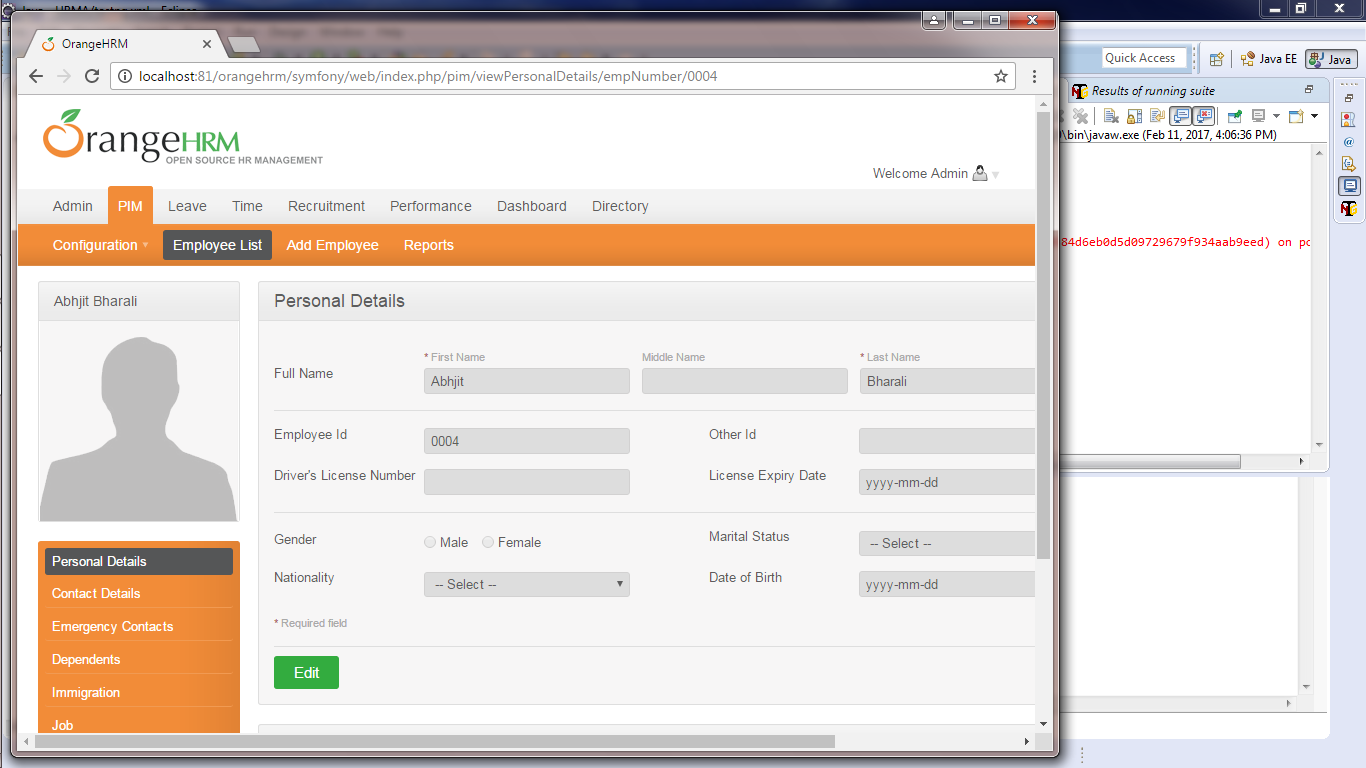 OrangeHRM
localhost:81/orangehrm/symfony/web/index.php/pim/viewPersonalDetails/empNumber/0004
OrangeHRM
OPEN SOURCE HR MANAGEMENT
Welcome Admin
Admin PIM Leave Time Recruitment Performance Dashboard Directory
Configuration Employee List Add Employee Reports
Abhjit Bharali
Personal Details
Contact Details
Emergency Contacts
Dependents
Immigration
Job
Personal Details
* First Name Middle Name * Last Name
Full Name Abhjit Bharali
Employee Id 0004 Other Id
Driver's License Number License Expiry Date yyyy-mm-dd
Gender Male Female Marital Status -- Select --
Nationality -- Select -- Date of Birth yyyy-mm-dd
* Required field
Edit
Quick Access Java EE Java
Results of running suite
\bin\javaw.exe (Feb 11, 2017, 4:06:36 PM)
84d6eb0d5d09729679f934aab9eed) on po